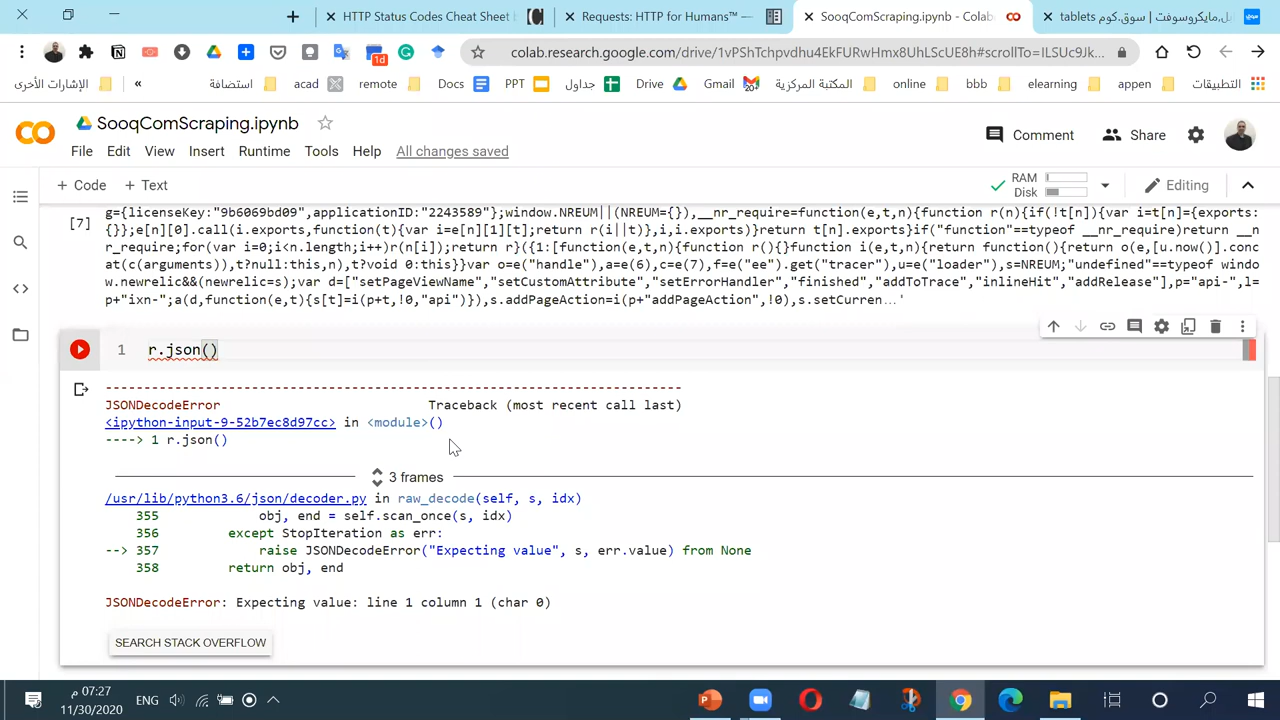 HTTP Status Codes Cheat Sheet
Requests: HTTP for Humans™ —
SooqComScraping.ipynb - Colab
tablets سوق.كوم | آبل,مايكروسوفت
1d
colab.research.google.com/drive/
الإشارات الأخرى
«
استضافة
acad
remote
Docs
PPT
جداول
Drive
Gmail
المكتبة المركزية
online
bbb
elearning
appen
التطبيقات
SooqComScraping.ipynb
File Edit View Insert Runtime Tools Help All changes saved
Comment
Share
+ Code + Text
RAM
Disk
Editing
[7]
g={licenseKey:"9b6069bd09",applicationID:"2243589"};window.NREUM||(NREUM={}),__nr_require=function(e,t,n){function r(n){if(!t[n]){var i=t[n]={exports:
{}};e[n][0].call(i.exports,function(t){var i=e[n][1][t];return r(i||t)},i,i.exports)}return t[n].exports}if("function"==typeof __nr_require)return __n
r_require;for(var i=0;i<n.length;i++)r(n[i]);return r}({1:[function(e,t,n){function r(){}function i(e,t,n){return function(){return o(e,[u.now()].conc
at(c(arguments)),t?null:this,n),t?void 0:this}}var o=e("handle"),a=e(6),c=e(7),f=e("ee").get("tracer"),u=e("loader"),s=NREUM;"undefined"==typeof windo
w.newrelic&&(newrelic=s);var d=["setPageViewName","setCustomAttribute","setErrorHandler","finished","addToTrace","inlineHit","addRelease"],p="api-",l=
p+"ixn-";a(d,function(e,t){s[t]=i(p+t,!0,"api")}),s.addPageAction=i(p+"addPageAction",!0),s.setCurren…'
1 r.json()
JSONDecodeError Traceback (most recent call last)
<ipython-input-9-52b7ec8d97cc> in <module>()
----> 1 r.json()
3 frames
/usr/lib/python3.6/json/decoder.py in raw_decode(self, s, idx)
355 obj, end = self.scan_once(s, idx)
356 except StopIteration as err:
--> 357 raise JSONDecodeError("Expecting value", s, err.value) from None
358 return obj, end
JSONDecodeError: Expecting value: line 1 column 1 (char 0)
SEARCH STACK OVERFLOW
07:27 م
11/30/2020
ENG